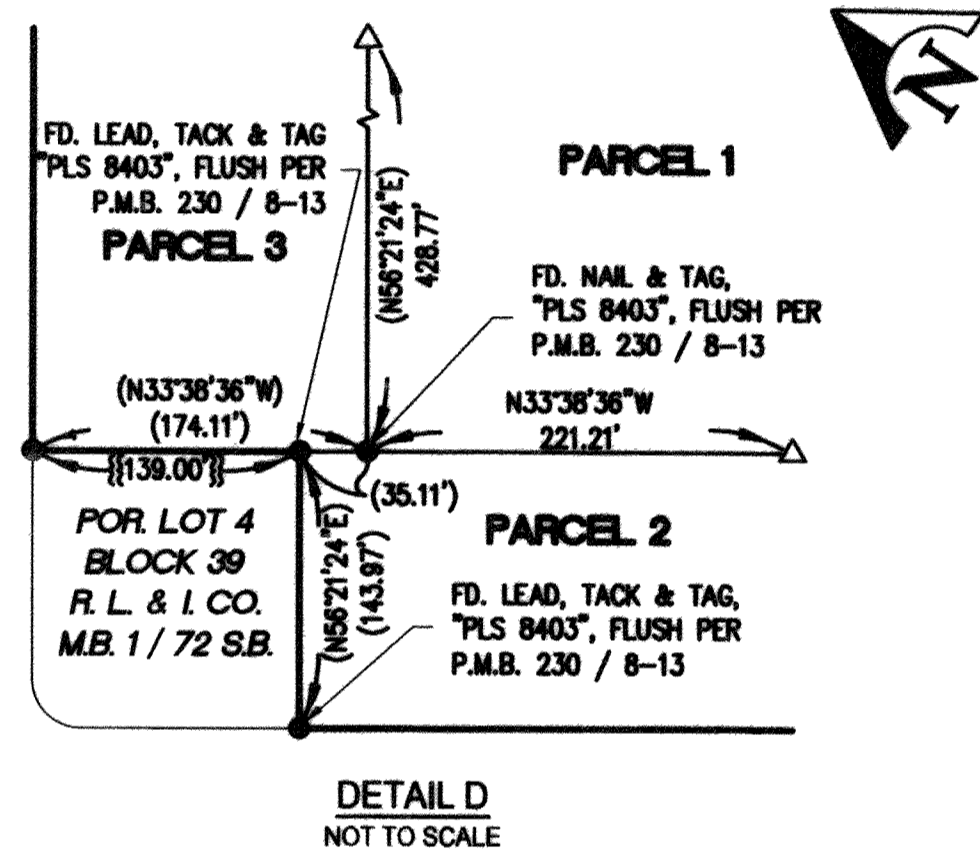 N
FD. LEAD, TACK & TAG
"PLS 8403", FLUSH PER
P.M.B. 230 / 8-13
PARCEL 3
PARCEL 1
(N56°21'24"E)
428.77'
FD. NAIL & TAG,
"PLS 8403", FLUSH PER
P.M.B. 230 / 8-13
(N33°38'36"W)
(174.11')
N33°38'36"W
221.21'
{{139.00'}}
(35.11')
POR. LOT 4
BLOCK 39
R. L. & I. CO.
M.B. 1 / 72 S.B.
(N56°21'24"E)
(143.97')
PARCEL 2
FD. LEAD, TACK & TAG,
"PLS 8403", FLUSH PER
P.M.B. 230 / 8-13
DETAIL D
NOT TO SCALE